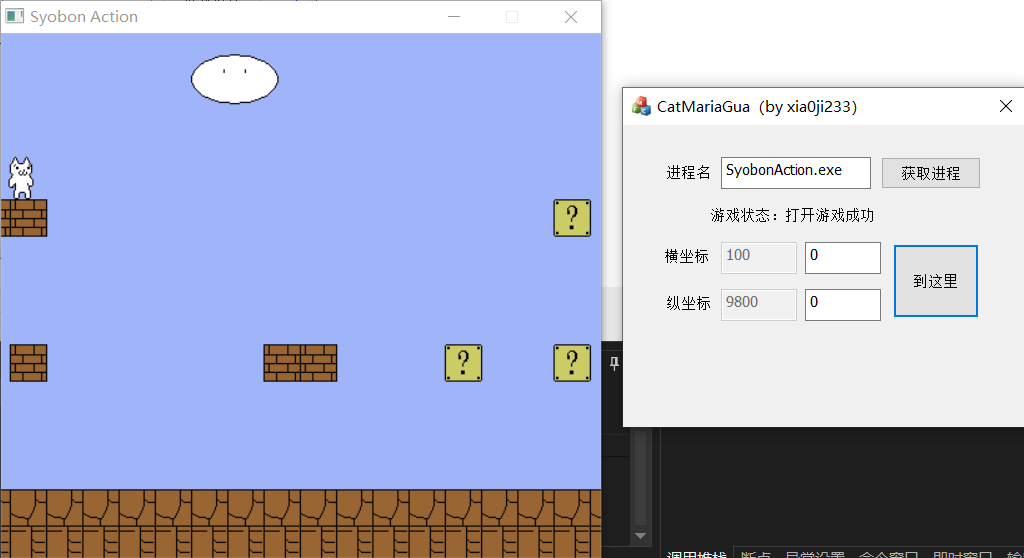 Syobon Action
?
? ?
CatMariaGua（by xia0ji233）
进程名 SyobonAction.exe 获取进程
游戏状态：打开游戏成功
横坐标 100 0
到这里
纵坐标 9800 0
调用堆栈 断点 异常设置 命令窗口 即时窗口